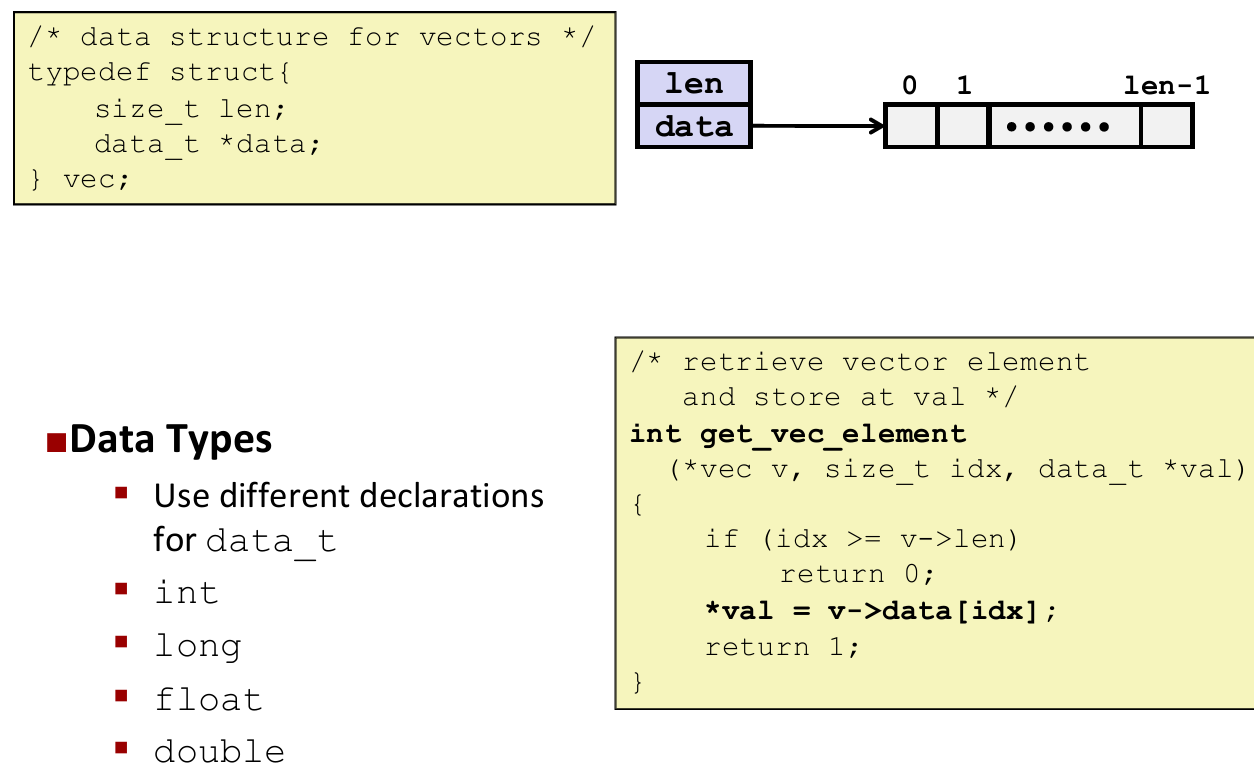 /* data structure for vectors */
typedef struct{
    size_t len;
    data_t *data;
} vec;
len
data
0 1 len-1
■Data Types
▪ Use different declarations
for data_t
▪ int
▪ long
▪ float
▪ double
/* retrieve vector element
   and store at val */
int get_vec_element
  (*vec v, size_t idx, data_t *val)
{
    if (idx >= v->len)
        return 0;
    *val = v->data[idx];
    return 1;
}